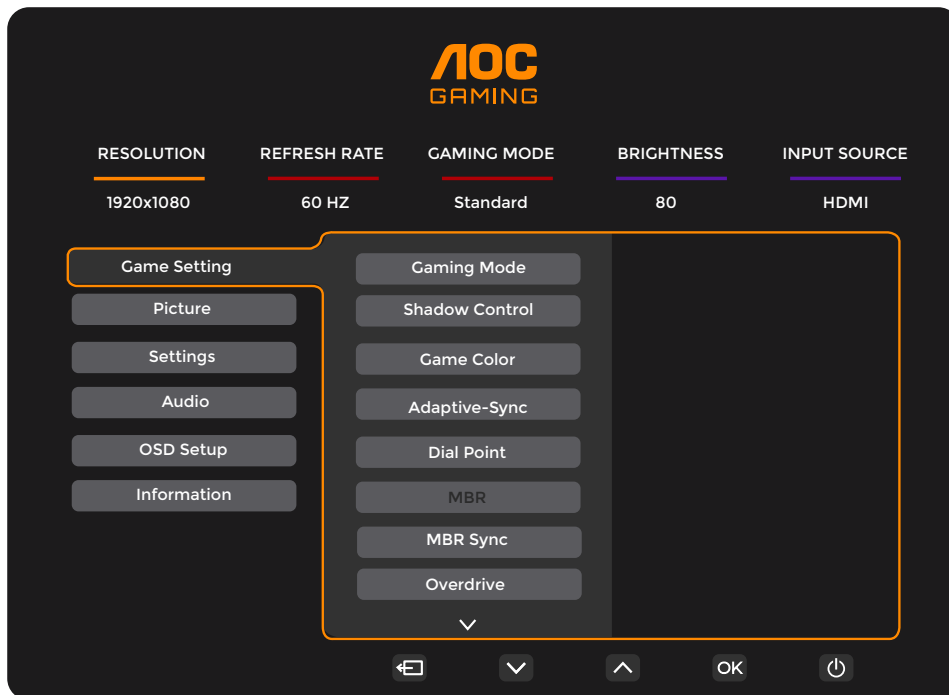 AOC
GAMING
RESOLUTION REFRESH RATE GAMING MODE BRIGHTNESS INPUT SOURCE
1920x1080 60 HZ Standard 80 HDMI
Game Setting
Picture
Settings
Audio
OSD Setup
Information
Gaming Mode
Shadow Control
Game Color
Adaptive-Sync
Dial Point
MBR
MBR Sync
Overdrive
OK